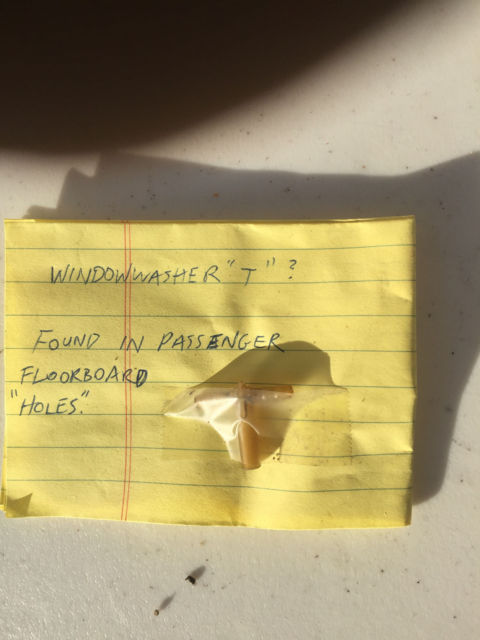 WINDOWWASHER "T" ?
FOUND IN PASSENGER
FLOORBOARD
"HOLES."